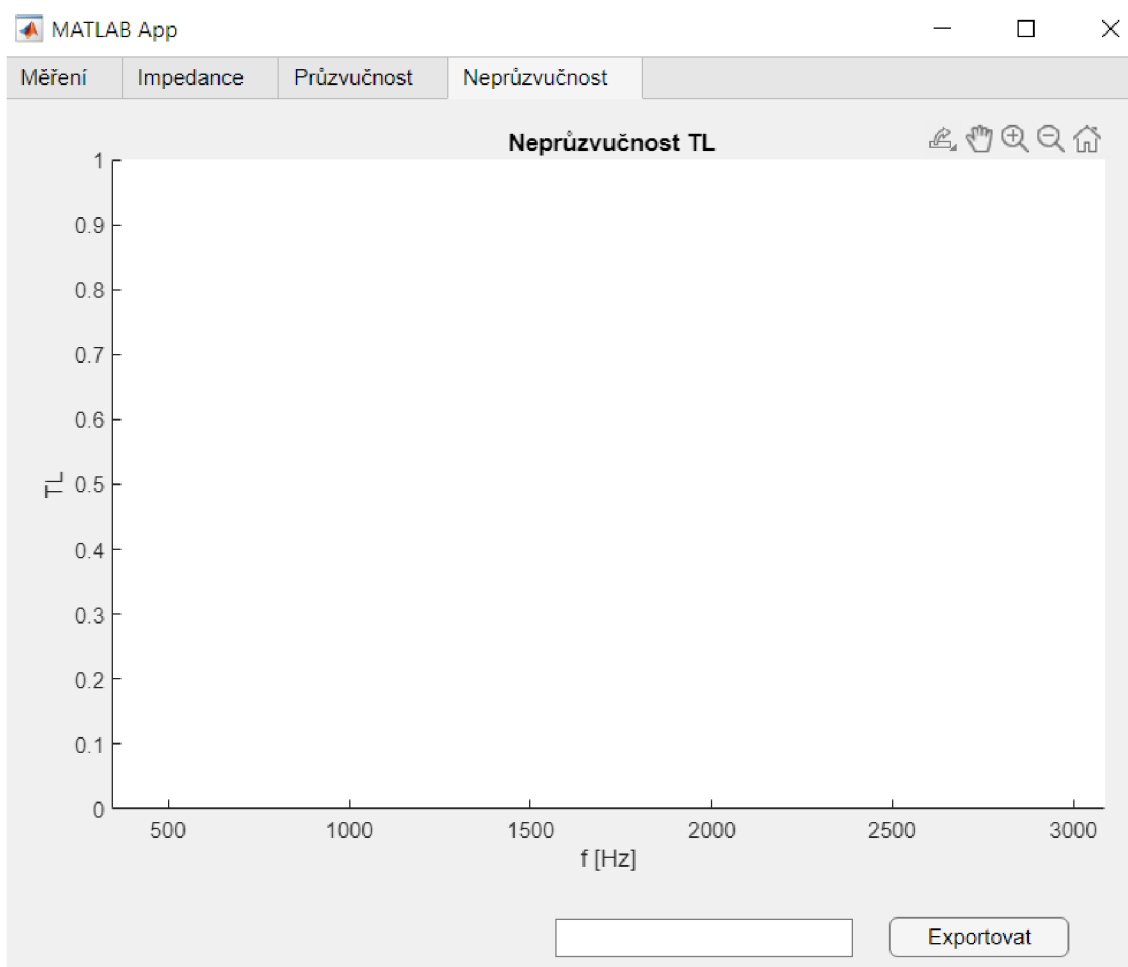 MATLAB App
Měření Impedance Průzvučnost Neprůzvučnost
Neprůzvučnost TL
1
0.9
0.8
0.7
0.6
TL 0.5
0.4
0.3
0.2
0.1
0
500 1000 1500 2000 2500 3000
f [Hz]
Exportovat